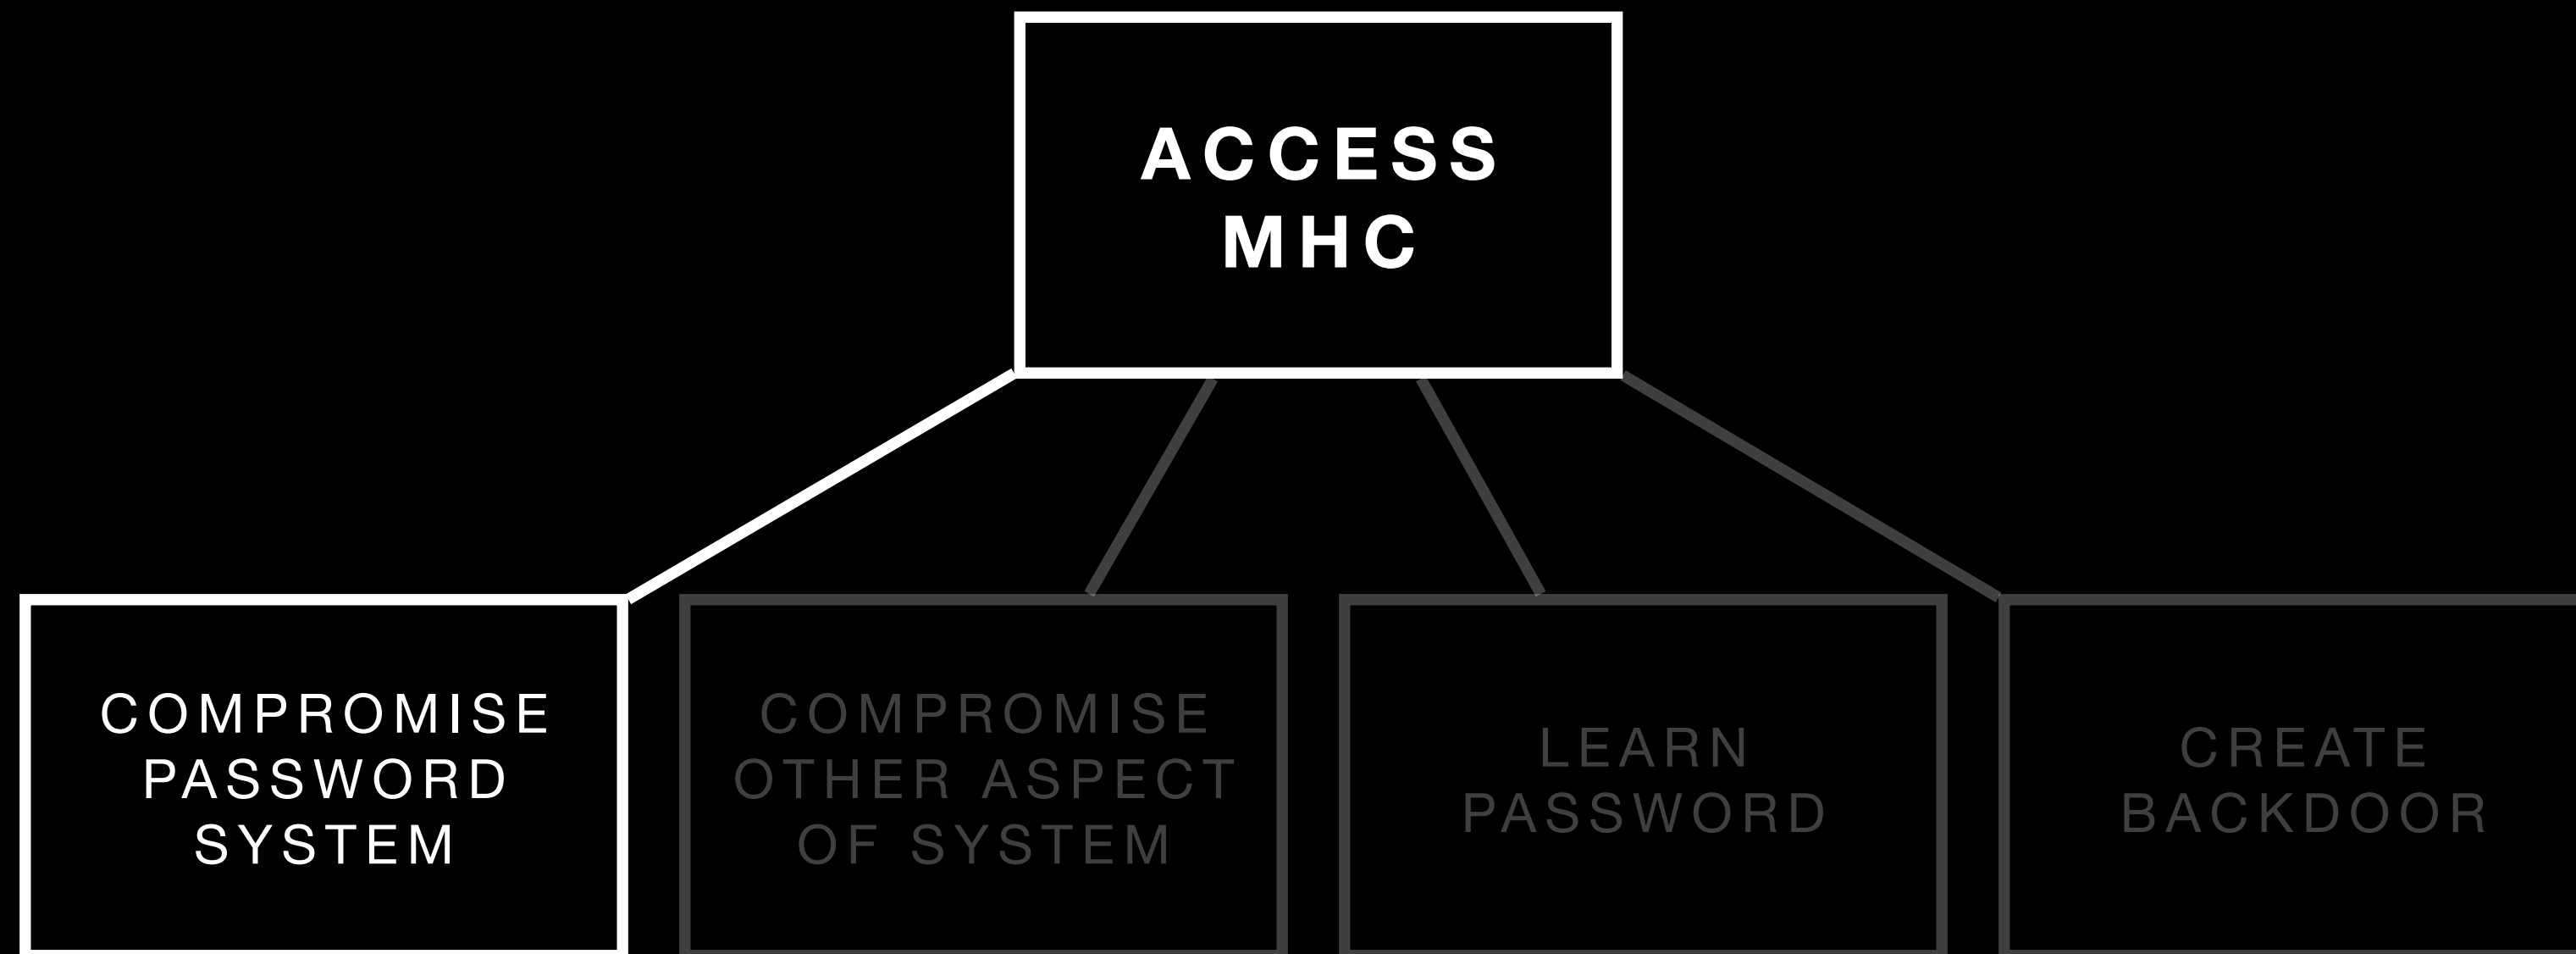 ACCESS
MHC
COMPROMISE
PASSWORD
SYSTEM
COMPROMISE
OTHER ASPECT
OF SYSTEM
LEARN
PASSWORD
CREATE
BACKDOOR